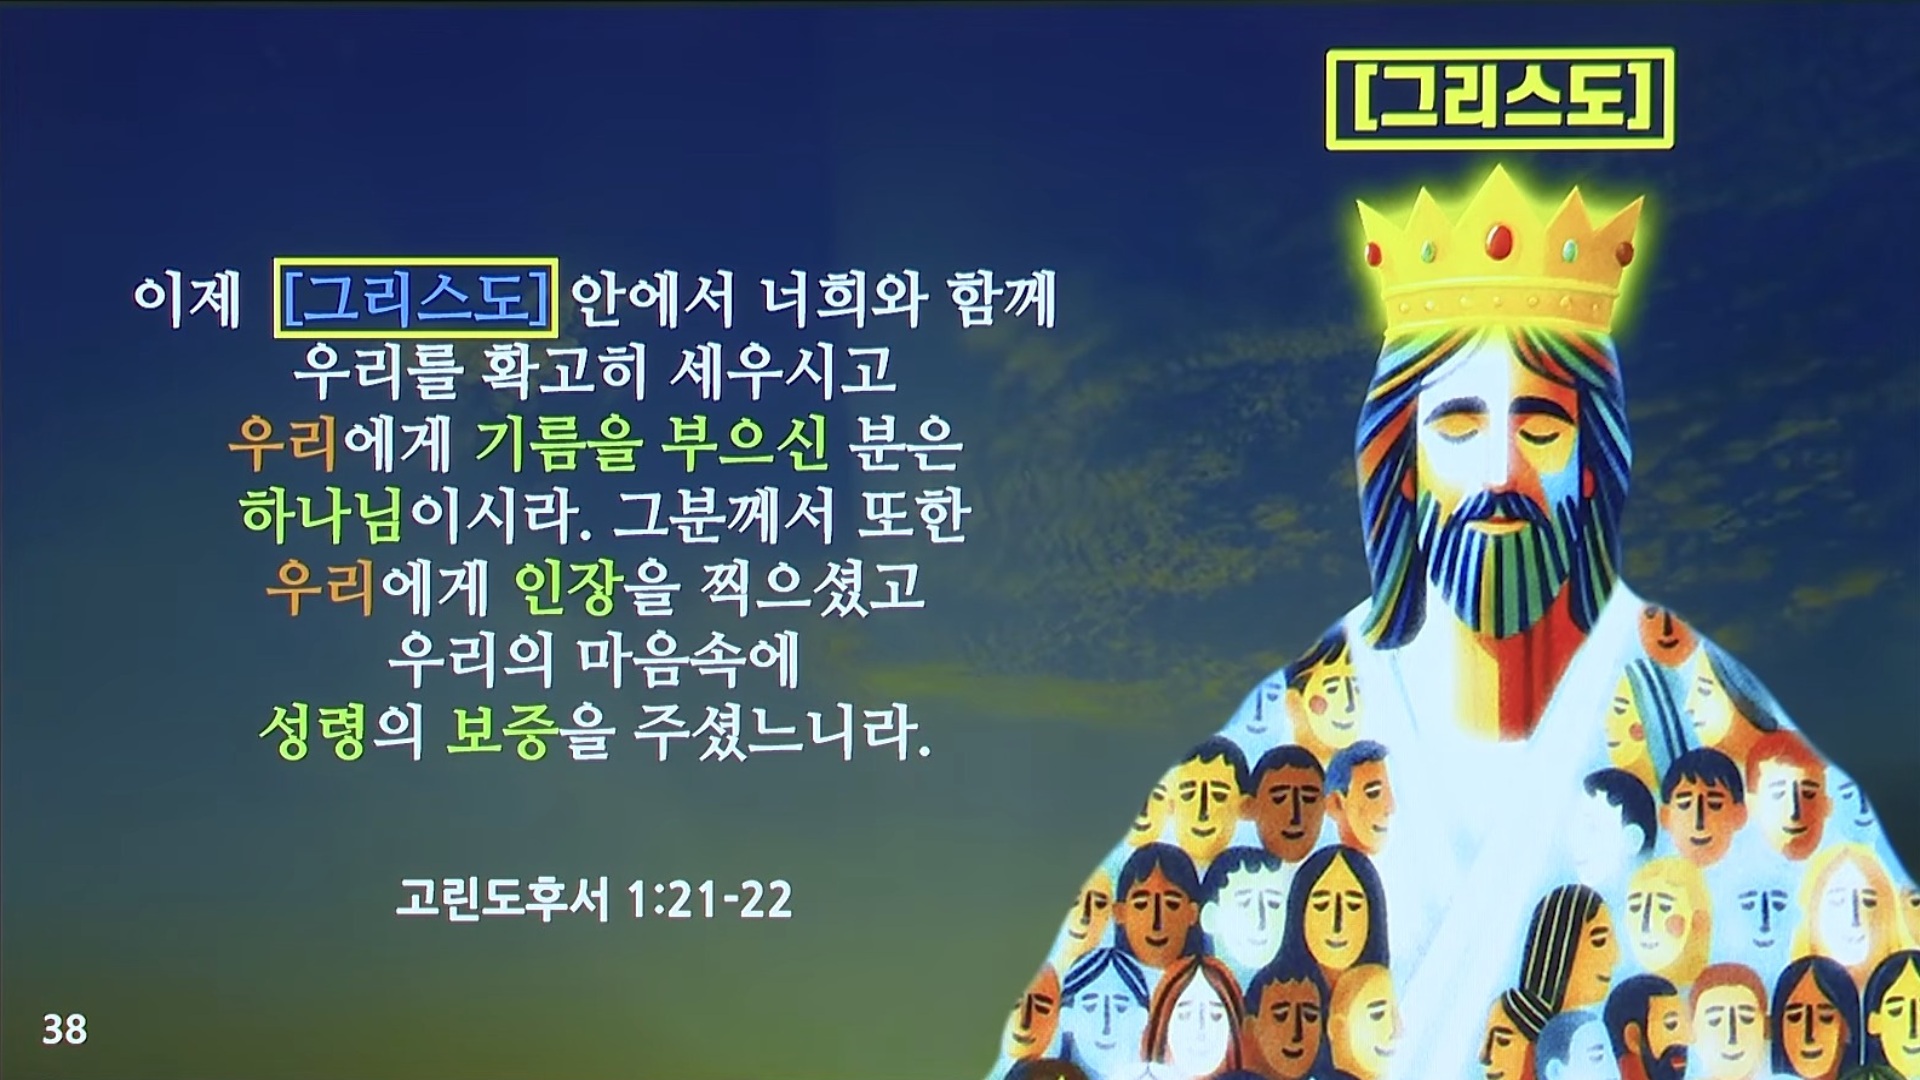 [그리스도]
이제 [그리스도] 안에서 너희와 함께
우리를 확고히 세우시고
우리에게 기름을 부으신 분은
하나님이시라. 그분께서 또한
우리에게 인장을 찍으셨고
우리의 마음속에
성령의 보증을 주셨느니라.
고린도후서 1:21-22
38